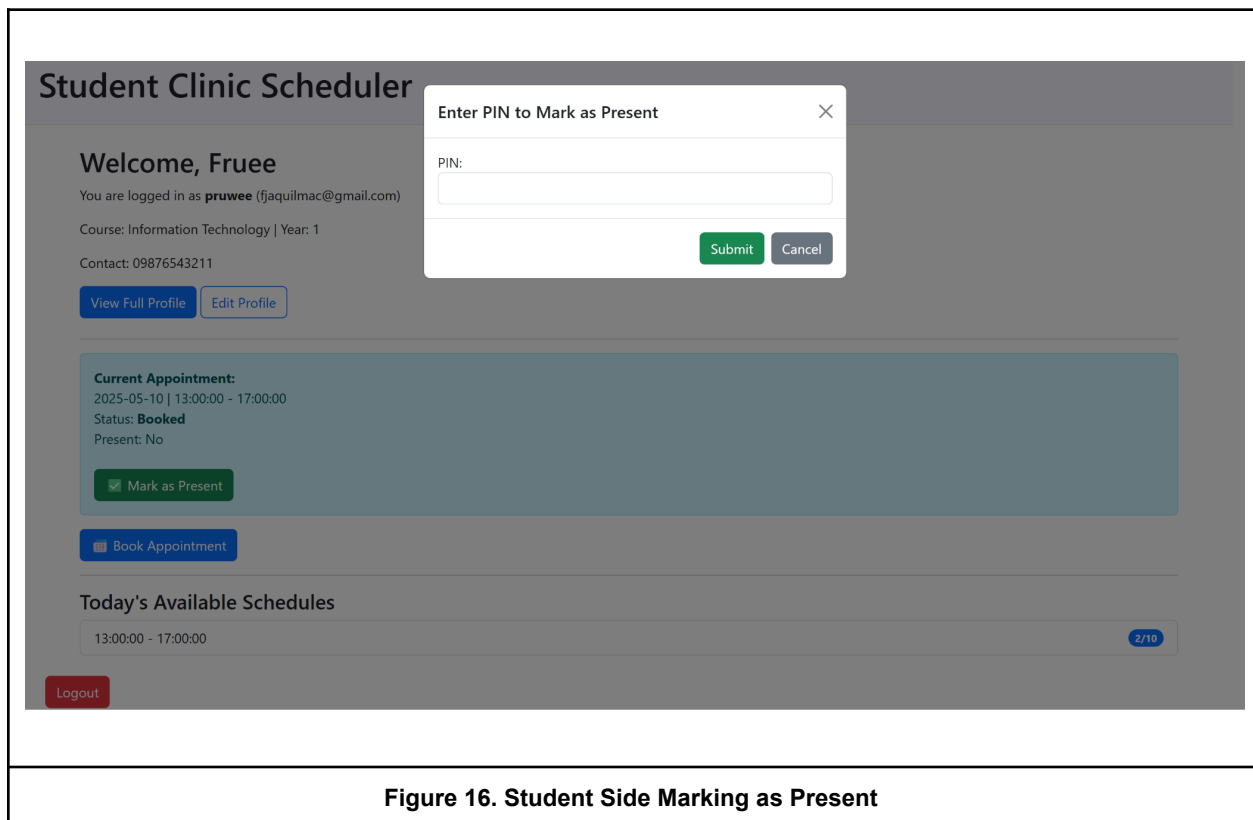 Student Clinic Scheduler
Enter PIN to Mark as Present
PIN:
Submit Cancel
Welcome, Fruee
You are logged in as pruwee (fjaquilmac@gmail.com)
Course: Information Technology | Year: 1
Contact: 09876543211
View Full Profile Edit Profile
Current Appointment:
2025-05-10 | 13:00:00 - 17:00:00
Status: Booked
Present: No
✅ Mark as Present
📅 Book Appointment
Today's Available Schedules
13:00:00 - 17:00:00 2/10
Logout
Figure 16. Student Side Marking as Present